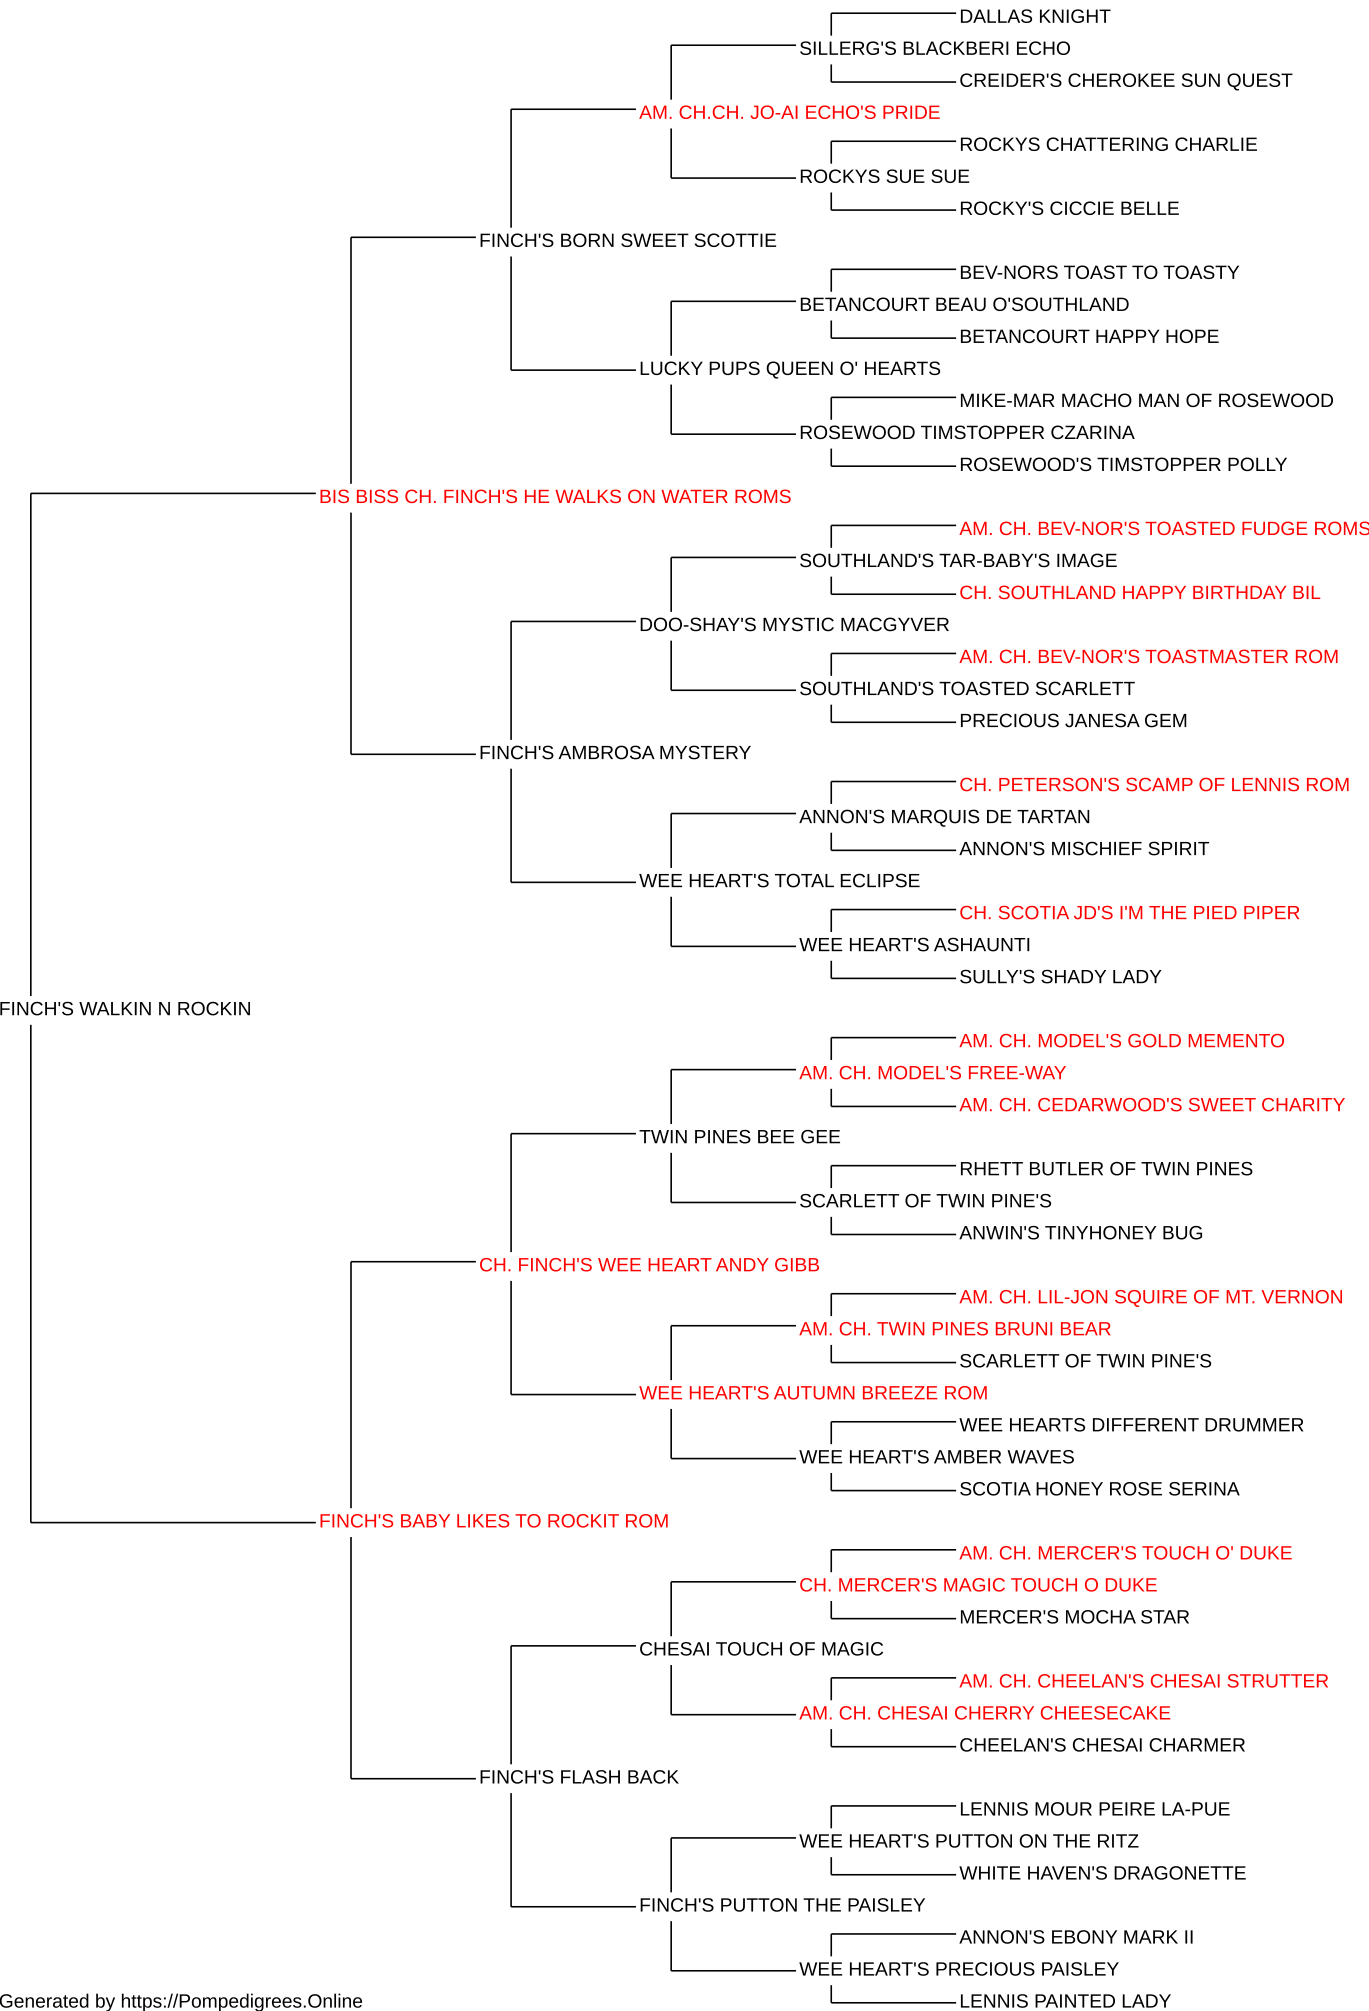 DALLAS KNIGHT
SILLERG'S BLACKBERI ECHO
CREIDER'S CHEROKEE SUN QUEST
AM. CH.CH. JO-AI ECHO'S PRIDE
ROCKYS CHATTERING CHARLIE
ROCKYS SUE SUE
ROCKY'S CICCIE BELLE
FINCH'S BORN SWEET SCOTTIE
BEV-NORS TOAST TO TOASTY
BETANCOURT BEAU O'SOUTHLAND
BETANCOURT HAPPY HOPE
LUCKY PUPS QUEEN O' HEARTS
MIKE-MAR MACHO MAN OF ROSEWOOD
ROSEWOOD TIMSTOPPER CZARINA
ROSEWOOD'S TIMSTOPPER POLLY
BIS BISS CH. FINCH'S HE WALKS ON WATER ROMS
AM. CH. BEV-NOR'S TOASTED FUDGE ROMS
SOUTHLAND'S TAR-BABY'S IMAGE
CH. SOUTHLAND HAPPY BIRTHDAY BIL
DOO-SHAY'S MYSTIC MACGYVER
AM. CH. BEV-NOR'S TOASTMASTER ROM
SOUTHLAND'S TOASTED SCARLETT
PRECIOUS JANESA GEM
FINCH'S AMBROSA MYSTERY
CH. PETERSON'S SCAMP OF LENNIS ROM
ANNON'S MARQUIS DE TARTAN
ANNON'S MISCHIEF SPIRIT
WEE HEART'S TOTAL ECLIPSE
CH. SCOTIA JD'S I'M THE PIED PIPER
WEE HEART'S ASHAUNTI
SULLY'S SHADY LADY
FINCH'S WALKIN N ROCKIN
AM. CH. MODEL'S GOLD MEMENTO
AM. CH. MODEL'S FREE-WAY
AM. CH. CEDARWOOD'S SWEET CHARITY
TWIN PINES BEE GEE
RHETT BUTLER OF TWIN PINES
SCARLETT OF TWIN PINE'S
ANWIN'S TINYHONEY BUG
CH. FINCH'S WEE HEART ANDY GIBB
AM. CH. LIL-JON SQUIRE OF MT. VERNON
AM. CH. TWIN PINES BRUNI BEAR
SCARLETT OF TWIN PINE'S
WEE HEART'S AUTUMN BREEZE ROM
WEE HEARTS DIFFERENT DRUMMER
WEE HEART'S AMBER WAVES
SCOTIA HONEY ROSE SERINA
FINCH'S BABY LIKES TO ROCKIT ROM
AM. CH. MERCER'S TOUCH O' DUKE
CH. MERCER'S MAGIC TOUCH O DUKE
MERCER'S MOCHA STAR
CHESAI TOUCH OF MAGIC
AM. CH. CHEELAN'S CHESAI STRUTTER
AM. CH. CHESAI CHERRY CHEESECAKE
CHEELAN'S CHESAI CHARMER
FINCH'S FLASH BACK
LENNIS MOUR PEIRE LA-PUE
WEE HEART'S PUTTON ON THE RITZ
WHITE HAVEN'S DRAGONETTE
FINCH'S PUTTON THE PAISLEY
ANNON'S EBONY MARK II
WEE HEART'S PRECIOUS PAISLEY
LENNIS PAINTED LADY
Generated by https://Pompedigrees.Online